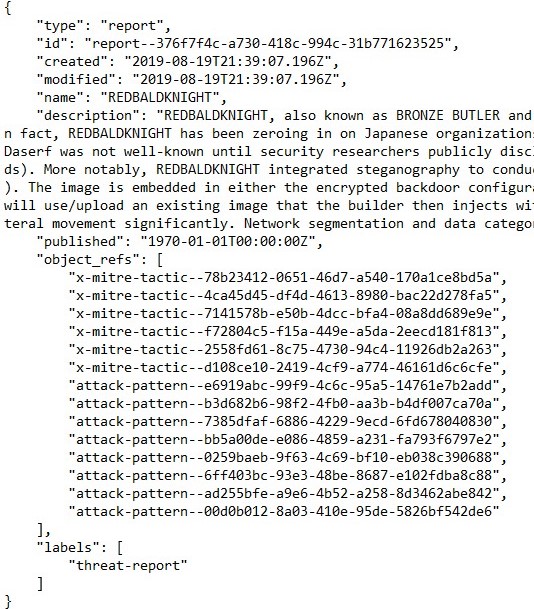 {
"type": "report",
"id": "report--376f7f4c-a730-418c-994c-31b771623525",
"created": "2019-08-19T21:39:07.196Z",
"modified": "2019-08-19T21:39:07.196Z",
"name": "REDBALDKNIGHT",
"description": "REDBALDKNIGHT, also known as BRONZE BUTLER and
n fact, REDBALDKNIGHT has been zeroing in on Japanese organization
Daserf was not well-known until security researchers publicly disc
ds). More notably, REDBALDKNIGHT integrated steganography to condu
). The image is embedded in either the encrypted backdoor configura
will use/upload an existing image that the builder then injects wi
teral movement significantly. Network segmentation and data catego
"published": "1970-01-01T00:00:00Z",
"object_refs": [
"x-mitre-tactic--78b23412-0651-46d7-a540-170a1ce8bd5a",
"x-mitre-tactic--4ca45d45-df4d-4613-8980-bac22d278fa5",
"x-mitre-tactic--7141578b-e50b-4dcc-bfa4-08a8dd689e9e",
"x-mitre-tactic--f72804c5-f15a-449e-a5da-2eecd181f813",
"x-mitre-tactic--2558fd61-8c75-4730-94c4-11926db2a263",
"x-mitre-tactic--d108ce10-2419-4cf9-a774-46161d6c6cfe",
"attack-pattern--e6919abc-99f9-4c6c-95a5-14761e7b2add",
"attack-pattern--b3d682b6-98f2-4fb0-aa3b-b4df007ca70a",
"attack-pattern--7385dfaf-6886-4229-9ecd-6fd678040830",
"attack-pattern--bb5a00de-e086-4859-a231-fa793f6797e2",
"attack-pattern--0259baeb-9f63-4c69-bf10-eb038c390688",
"attack-pattern--6ff403bc-93e3-48be-8687-e102fdba8c88",
"attack-pattern--ad255bfe-a9e6-4b52-a258-8d3462abe842",
"attack-pattern--00d0b012-8a03-410e-95de-5826bf542de6"
],
"labels": [
"threat-report"
]
}